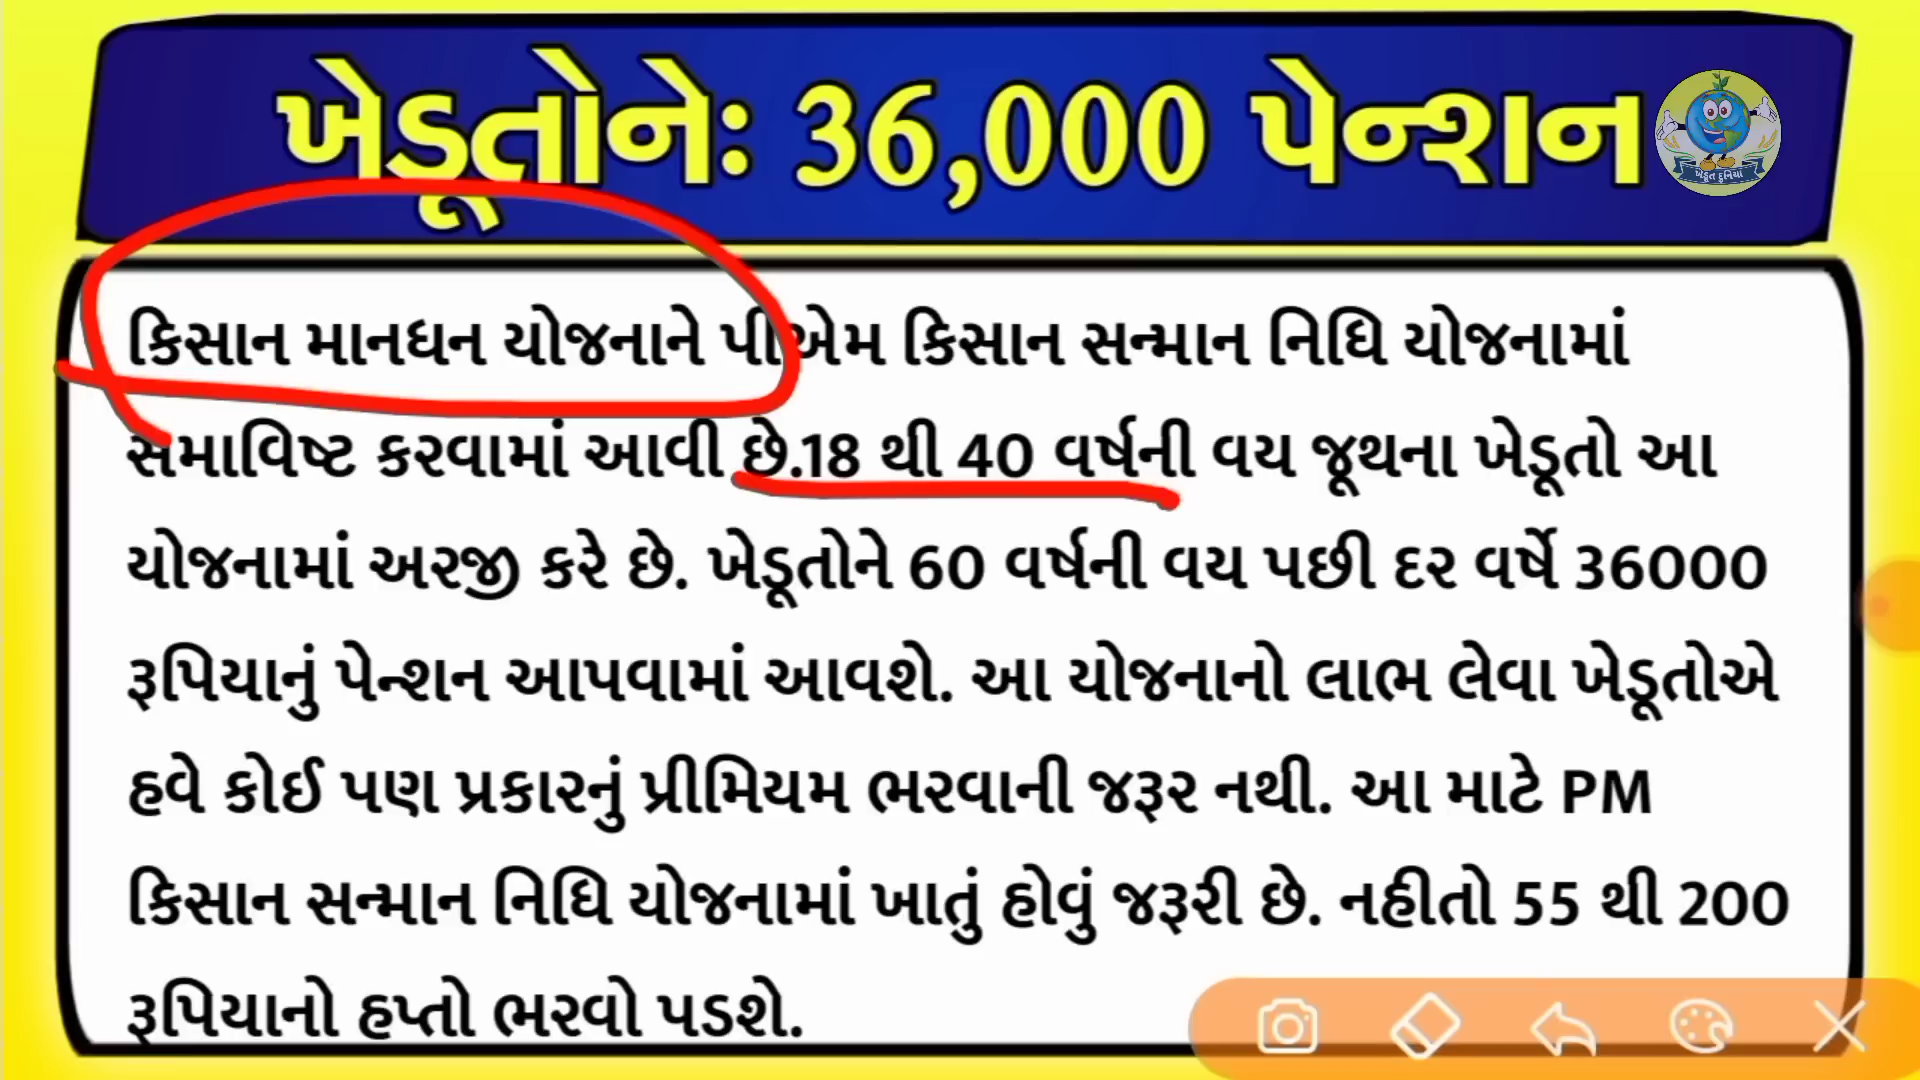 ખેડૂતોનેઃ 36,000 પેન્શન
ખેડૂત દુનિયા
કિસાન માનધન યોજનાને પીએમ કિસાન સન્માન નિધિ યોજનામાં
સમાવિષ્ટ કરવામાં આવી છે.18 થી 40 વર્ષની વય જૂથના ખેડૂતો આ
યોજનામાં અરજી કરે છે. ખેડૂતોને 60 વર્ષની વય પછી દર વર્ષે 36000
રૂપિયાનું પેન્શન આપવામાં આવશે. આ યોજનાનો લાભ લેવા ખેડૂતોએ
હવે કોઈ પણ પ્રકારનું પ્રીમિયમ ભરવાની જરૂર નથી. આ માટે PM
કિસાન સન્માન નિધિ યોજનામાં ખાતું હોવું જરૂરી છે. નહીતો 55 થી 200
રૂપિયાનો હપ્તો ભરવો પડશે.